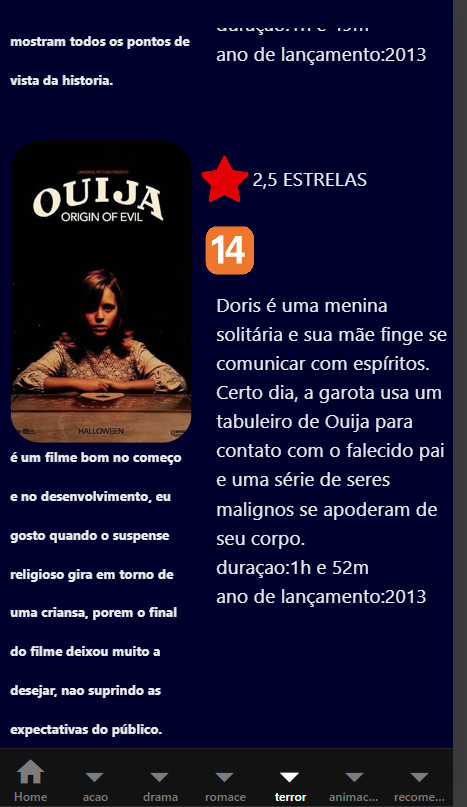 mostram todos os pontos de
vista da historia.
duraçao:1h e 49m
ano de lançamento:2013
OUIJA
ORIGIN OF EVIL
HALLOWEEN
2,5 ESTRELAS
14
Doris é uma menina
solitária e sua mãe finge se
comunicar com espíritos.
Certo dia, a garota usa um
tabuleiro de Ouija para
contato com o falecido pai
e uma série de seres
malignos se apoderam de
seu corpo.
duraçao:1h e 52m
ano de lançamento:2013
é um filme bom no começo
e no desenvolvimento, eu
gosto quando o suspense
religioso gira em torno de
uma criansa, porem o final
do filme deixou muito a
desejar, nao suprindo as
expectativas do público.
Home
acao
drama
romace
terror
animac...
recome...